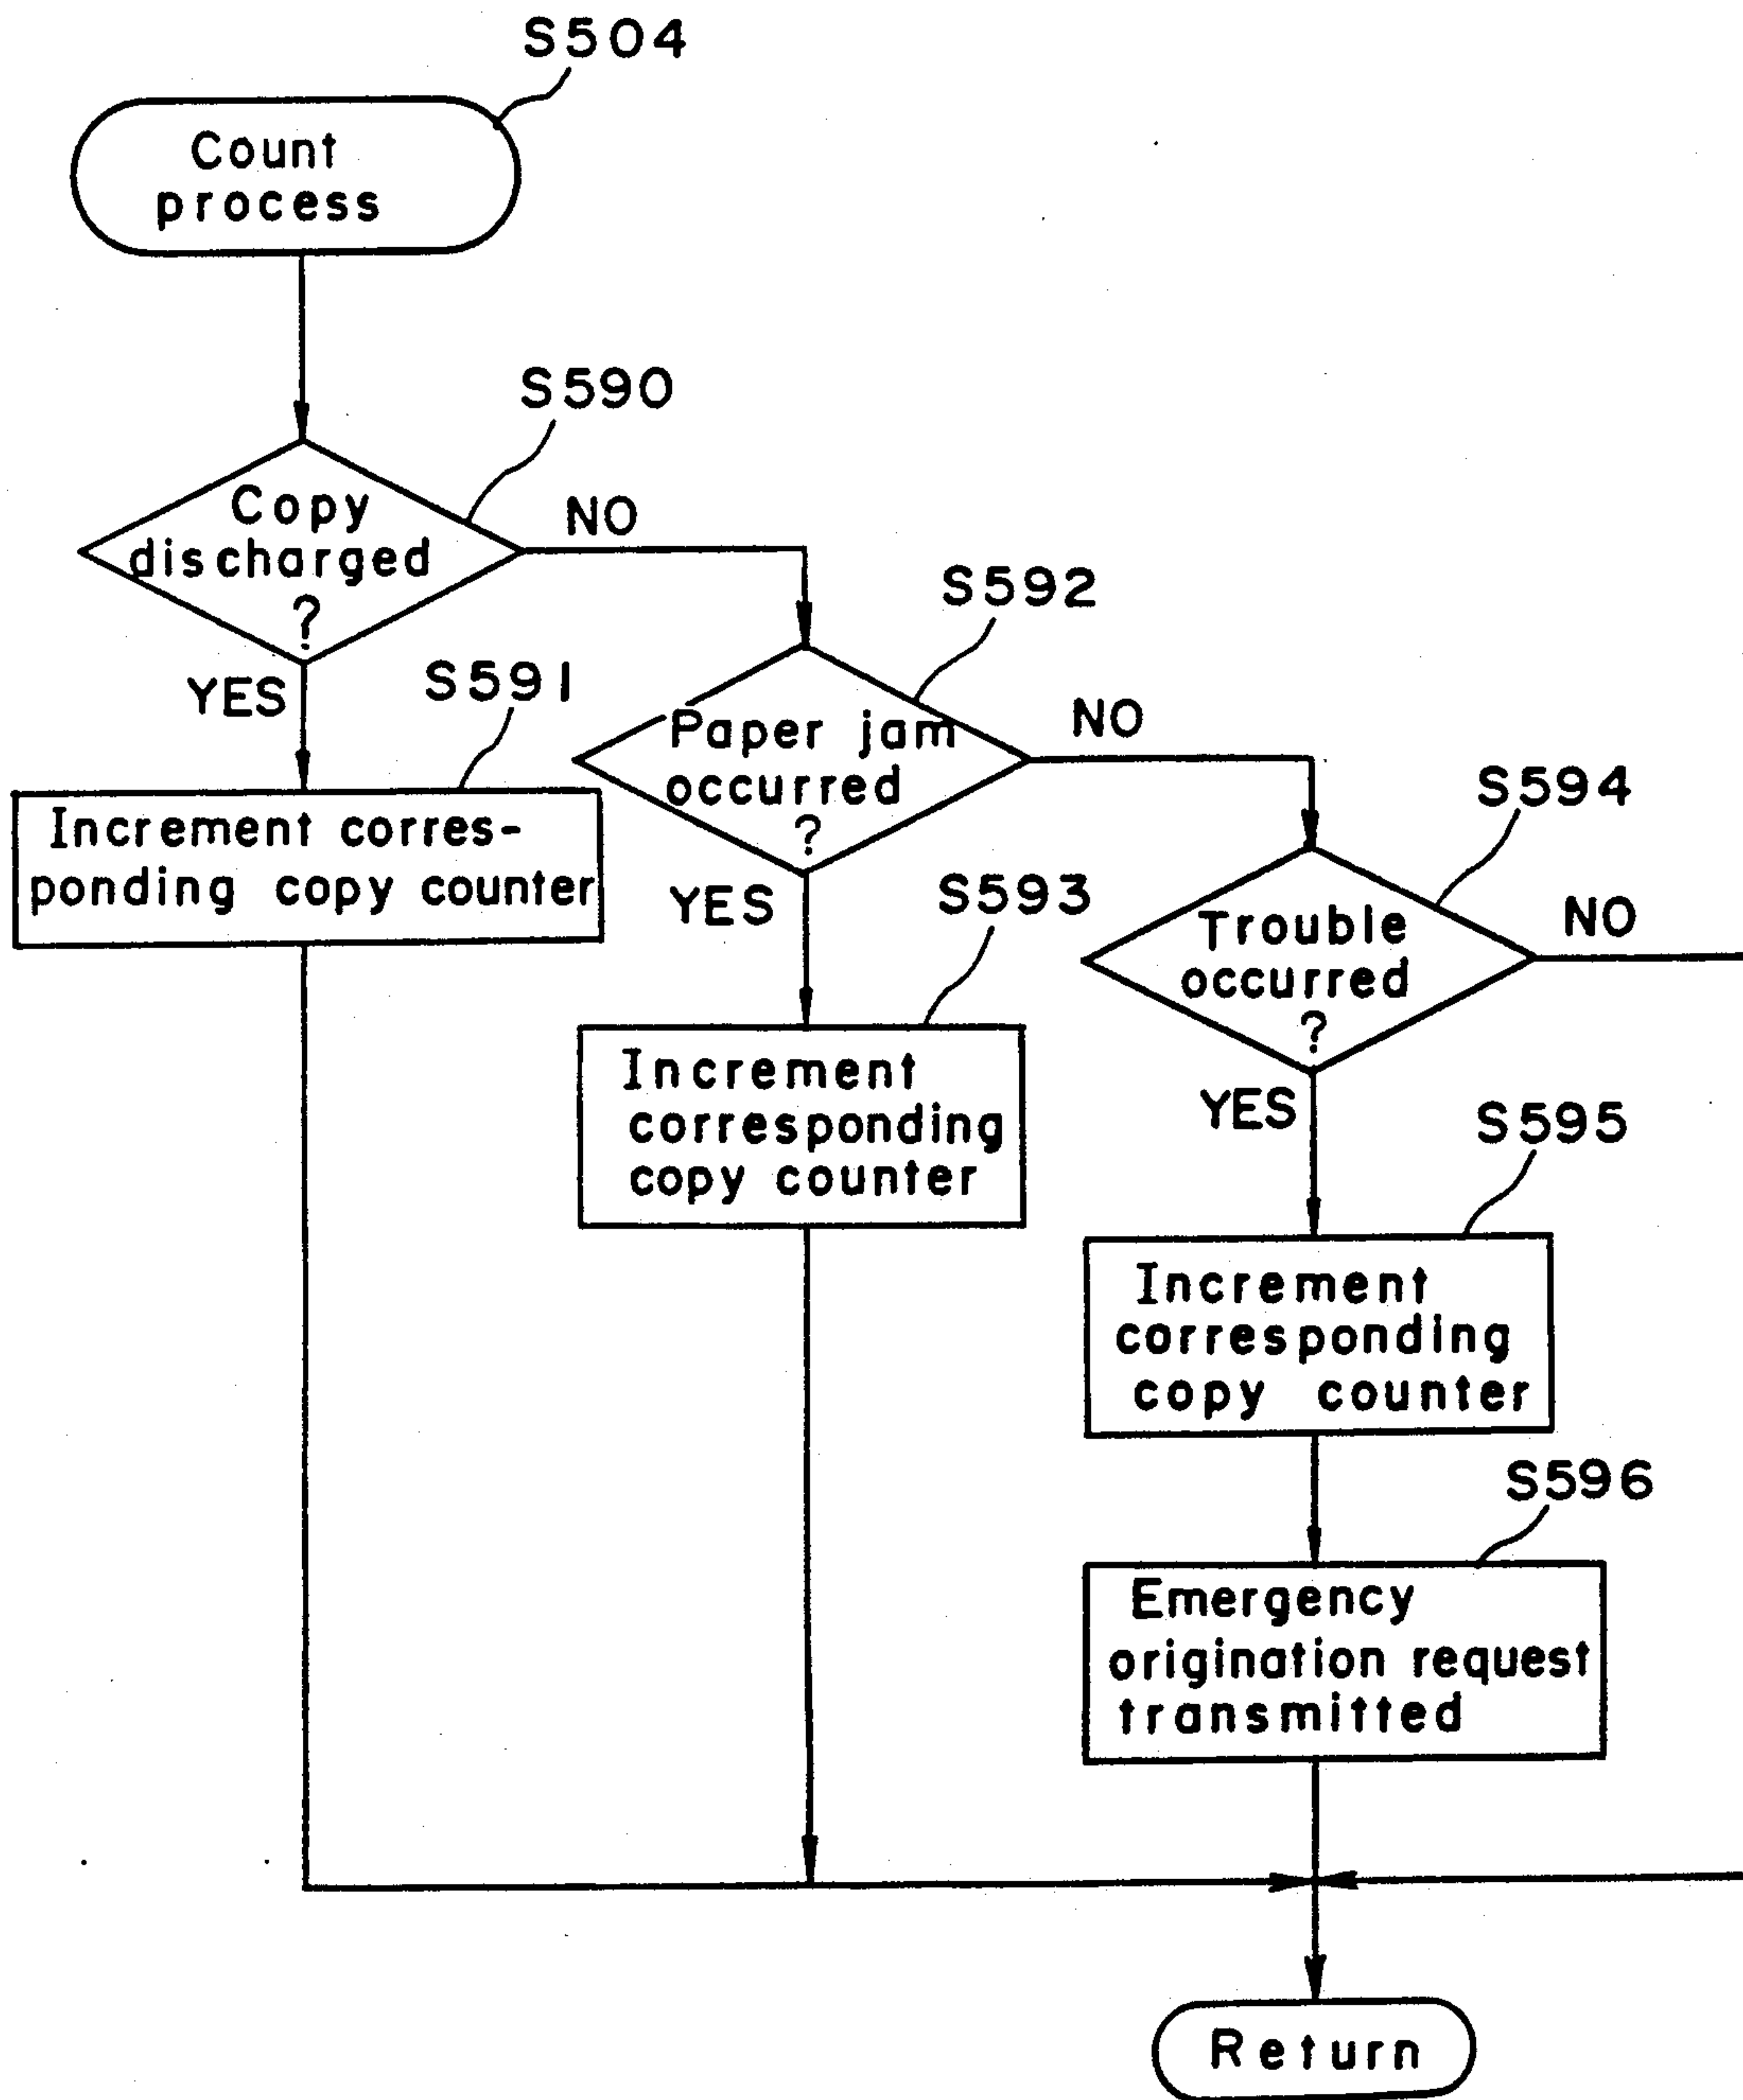 S504
Count
process
S590
Copy
discharged
?
NO
YES
S591
Increment corres-
ponding copy counter
S592
Paper jam
occurred
?
NO
YES
S593
Increment
corresponding
copy counter
S594
Trouble
occurred
?
NO
YES
S595
Increment
corresponding
copy counter
S596
Emergency
origination request
transmitted
Return